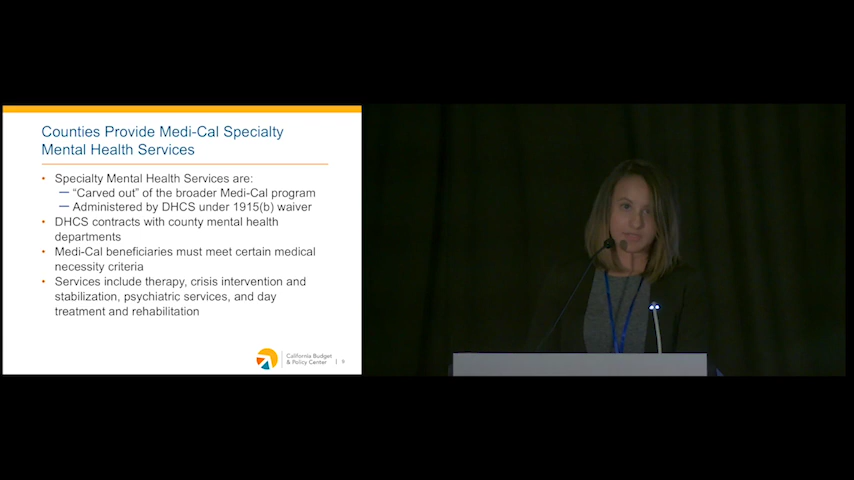 Counties Provide Medi-Cal Specialty
Mental Health Services
• Specialty Mental Health Services are:
— “Carved out” of the broader Medi-Cal program
— Administered by DHCS under 1915(b) waiver
• DHCS contracts with county mental health
departments
• Medi-Cal beneficiaries must meet certain medical
necessity criteria
• Services include therapy, crisis intervention and
stabilization, psychiatric services, and day
treatment and rehabilitation
California Budget
& Policy Center